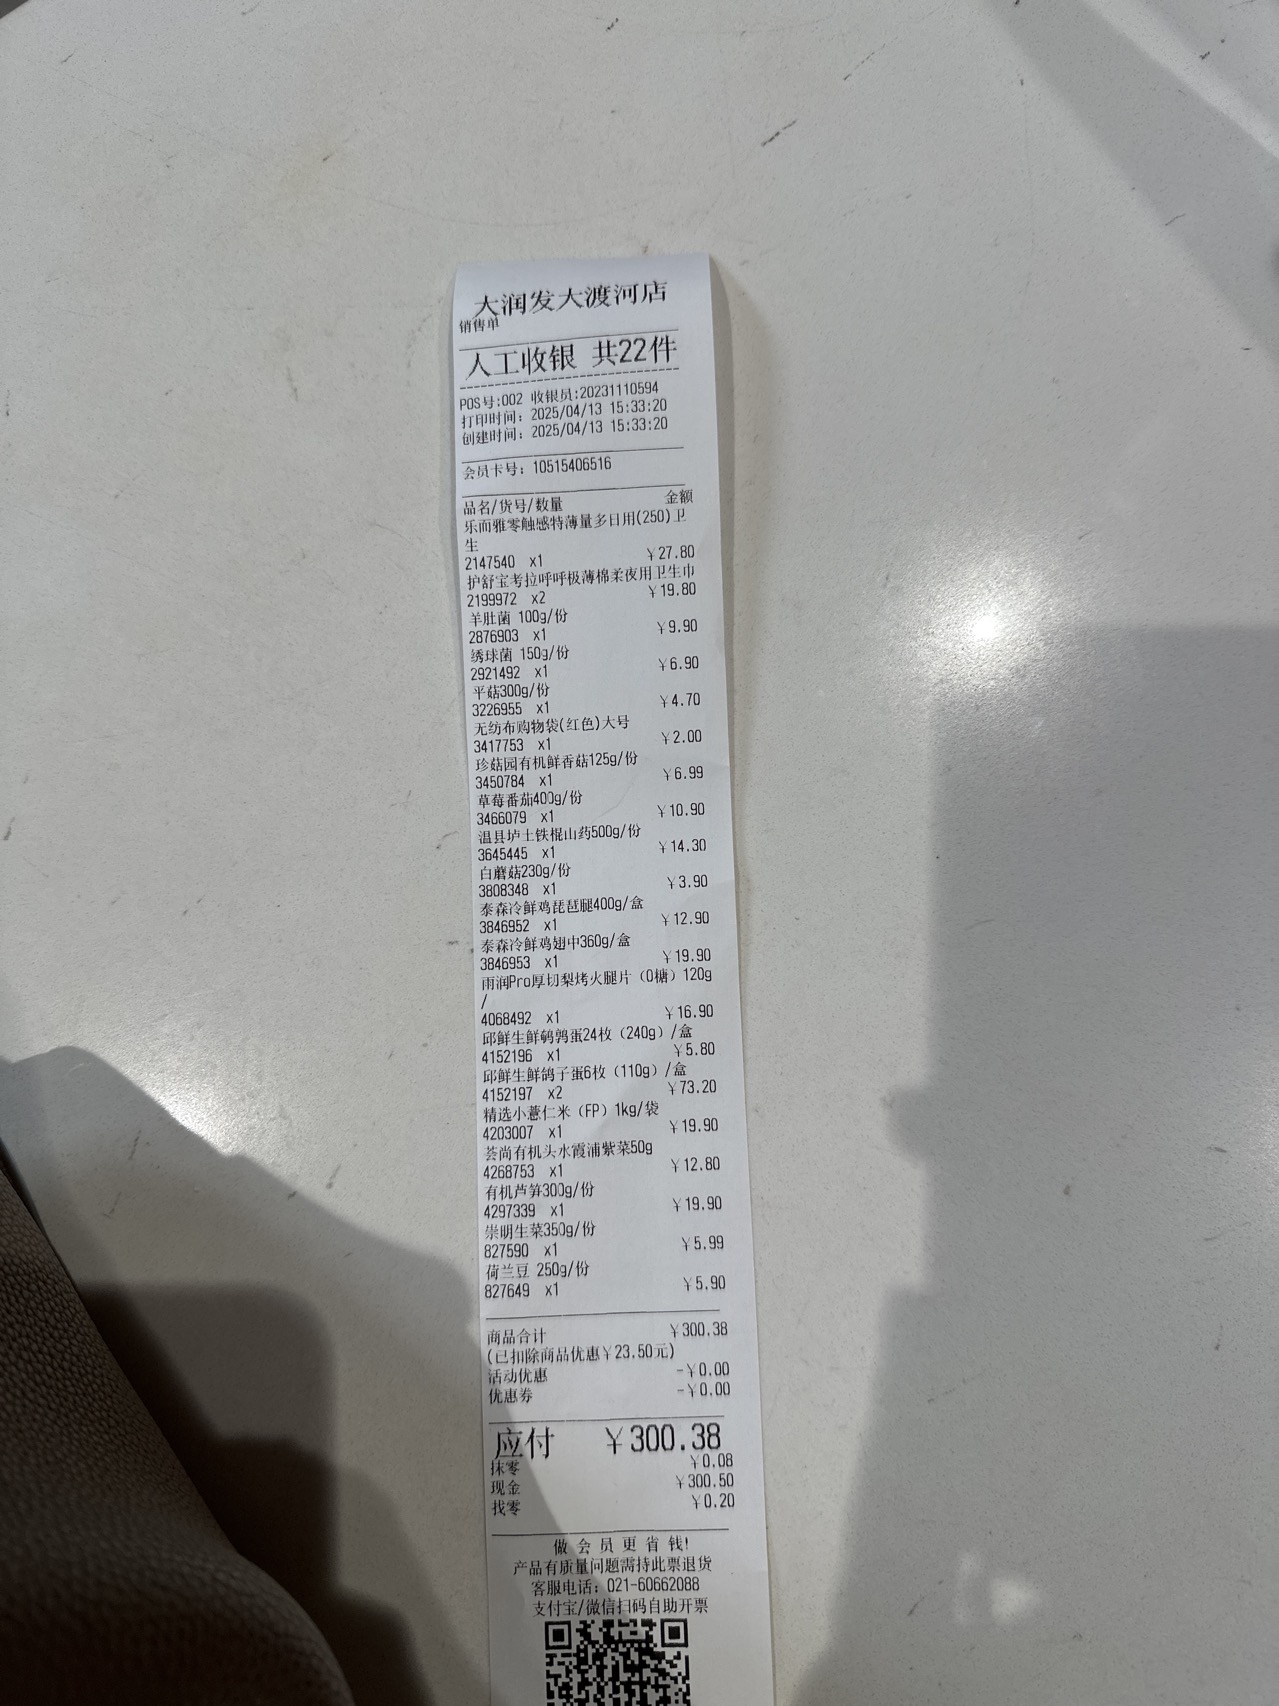 大润发大渡河店
销售单
人工收银 共22件
POS号:002 收银员:20231110594
打印时间: 2025/04/13 15:33:20
创建时间: 2025/04/13 15:33:20
会员卡号: 10515406516
品名/货号/数量 金额
乐而雅零触感特薄量多日用(250)卫
生
2147540 x1 ¥27.80
护舒宝考拉呼呼极薄棉柔夜用卫生巾
2199972 x2 ¥19.80
羊肚菌 100g/份
2876903 x1 ¥9.90
绣球菌 150g/份
2921492 x1 ¥6.90
平菇300g/份
3226955 x1 ¥4.70
无纺布购物袋(红色)大号
3417753 x1 ¥2.00
珍菇园有机鲜香菇125g/份
3450784 x1 ¥6.99
草莓番茄400g/份
3466079 x1 ¥10.90
温县垆土铁棍山药500g/份
3645445 x1 ¥14.30
白蘑菇230g/份
3808348 x1 ¥3.90
泰森冷鲜鸡琵琶腿400g/盒
3846952 x1 ¥12.90
泰森冷鲜鸡翅中360g/盒
3846953 x1 ¥19.90
雨润Pro厚切梨烤火腿片（0糖）120g
/
4068492 x1 ¥16.90
邱鲜生鲜鹌鹑蛋24枚（240g）/盒
4152196 x1 ¥5.80
邱鲜生鲜鸽子蛋6枚（110g）/盒
4152197 x2 ¥73.20
精选小薏仁米（FP）1kg/袋
4203007 x1 ¥19.90
荟尚有机头水霞浦紫菜50g
4268753 x1 ¥12.80
有机芦笋300g/份
4297339 x1 ¥19.90
崇明生菜350g/份
827590 x1 ¥5.99
荷兰豆 250g/份
827649 x1 ¥5.90
商品合计 ¥300.38
(已扣除商品优惠¥23.50元)
活动优惠 -¥0.00
优惠券 -¥0.00
应付 ¥300.38
抹零 ¥0.08
现金 ¥300.50
找零 ¥0.20
做会员更省钱!
产品有质量问题需持此票退货
客服电话: 021-60662088
支付宝/微信扫码自助开票